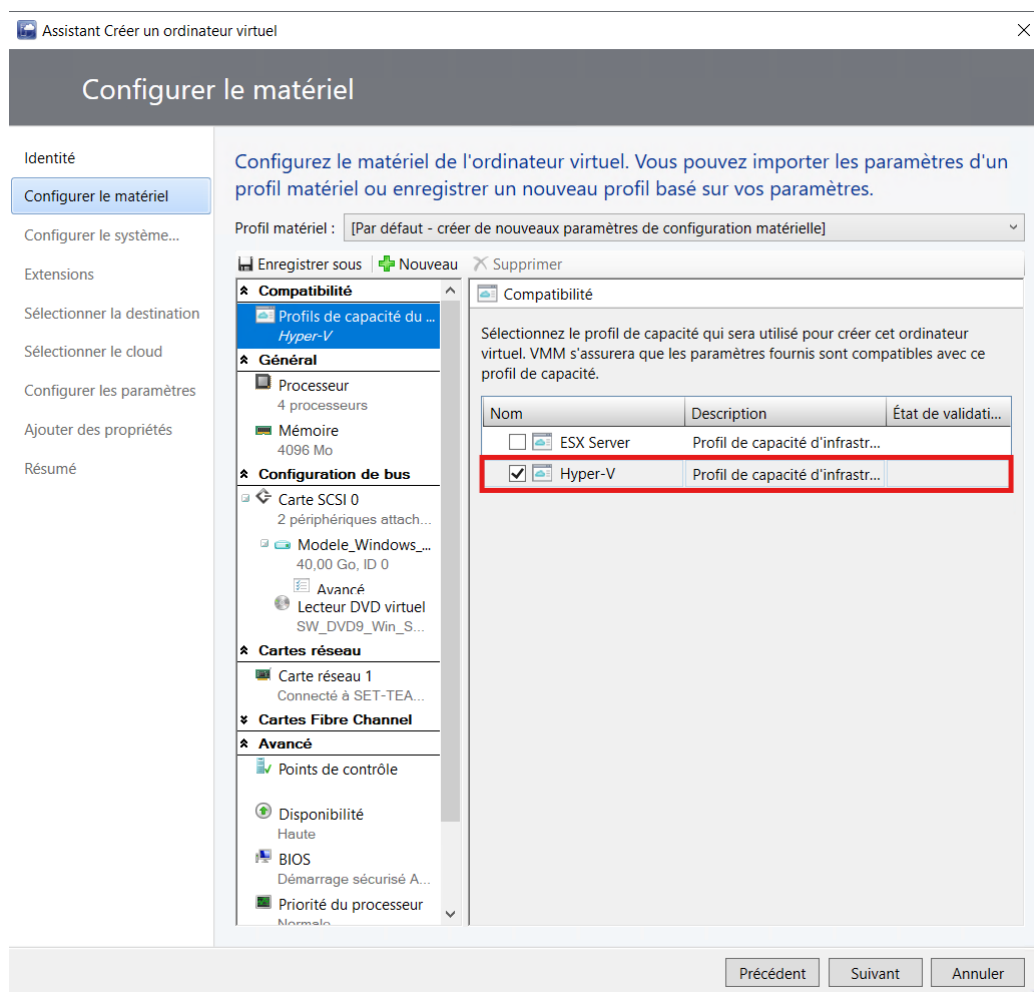 Assistant Créer un ordinateur virtuel
Configurer le matériel
Identité
Configurer le matériel
Configurer le système...
Extensions
Sélectionner la destination
Sélectionner le cloud
Configurer les paramètres
Ajouter des propriétés
Résumé
Configurez le matériel de l'ordinateur virtuel. Vous pouvez importer les paramètres d'un
profil matériel ou enregistrer un nouveau profil basé sur vos paramètres.
Profil matériel : [Par défaut - créer de nouveaux paramètres de configuration matérielle]
Enregistrer sous Nouveau Supprimer
Compatibilité
Profils de capacité du ...
Hyper-V
Général
Processeur
4 processeurs
Mémoire
4096 Mo
Configuration de bus
Carte SCSI 0
2 périphériques attach...
Modele_Windows_...
40,00 Go, ID 0
Avancé
Lecteur DVD virtuel
SW_DVD9_Win_S...
Cartes réseau
Carte réseau 1
Connecté à SET-TEA...
Cartes Fibre Channel
Avancé
Points de contrôle
Disponibilité
Haute
BIOS
Démarrage sécurisé A...
Priorité du processeur
Normale
Compatibilité
Sélectionnez le profil de capacité qui sera utilisé pour créer cet ordinateur
virtuel. VMM s'assurera que les paramètres fournis sont compatibles avec ce
profil de capacité.
Nom Description État de validati...
ESX Server Profil de capacité d'infrastr...
Hyper-V Profil de capacité d'infrastr...
Précédent Suivant Annuler